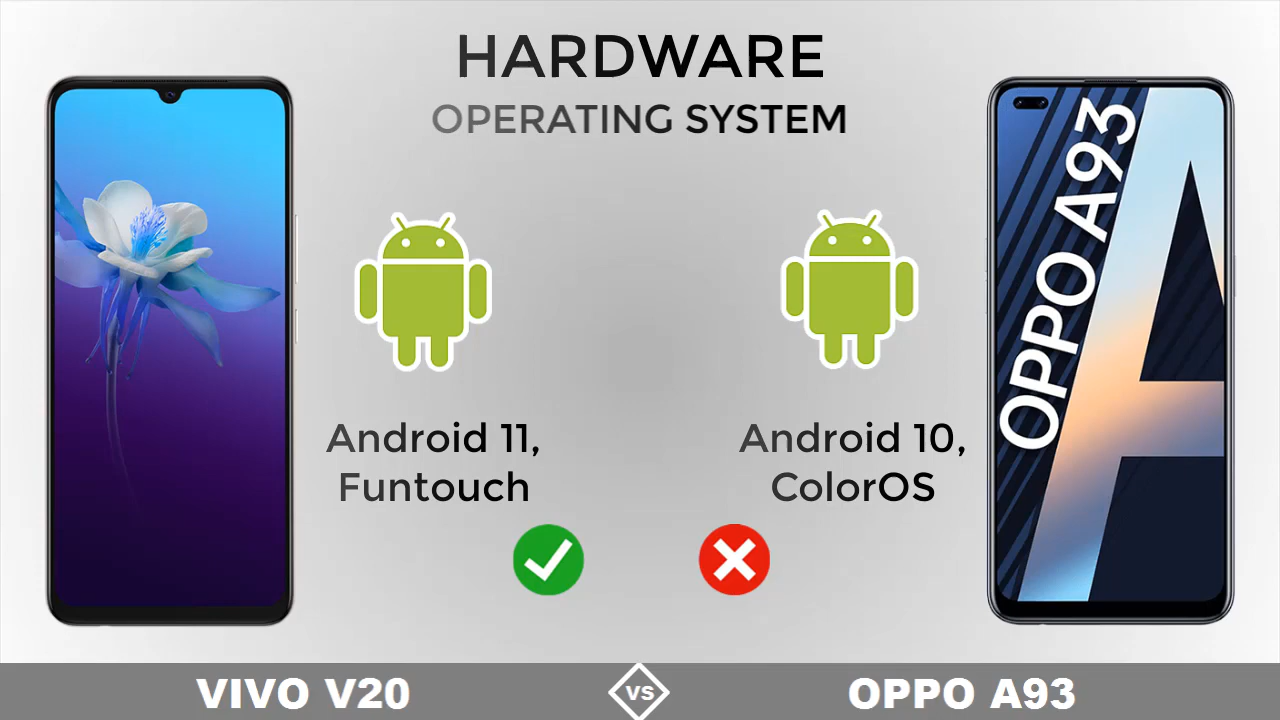 HARDWARE
OPERATING SYSTEM
OPPO A93
Android 11,
Funtouch
Android 10,
ColorOS
VIVO V20
VS
OPPO A93